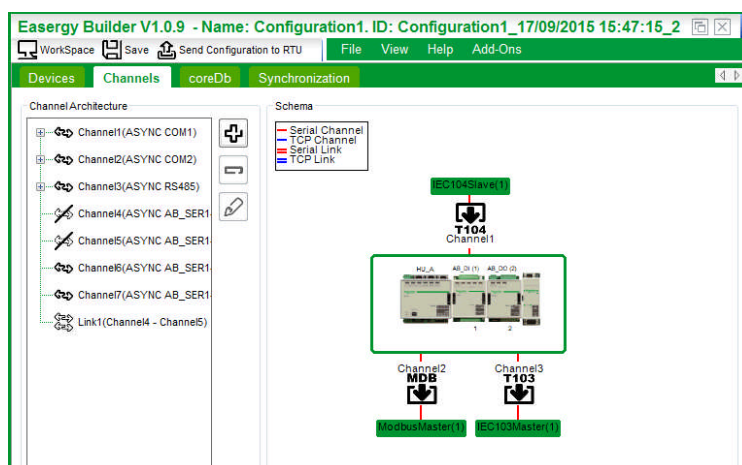 Easergy Builder V1.0.9 - Name: Configuration1. ID: Configuration1_17/09/2015 15:47:15_2
WorkSpace Save Send Configuration to RTU File View Help Add-Ons
Devices Channels coreDb Synchronization
Channel Architecture
Channel1(ASYNC COM1)
Channel2(ASYNC COM2)
Channel3(ASYNC RS485)
Channel4(ASYNC AB_SER1
Channel5(ASYNC AB_SER1
Channel6(ASYNC AB_SER1
Channel7(ASYNC AB_SER1
Link1(Channel4 - Channel5)
Schema
Serial Channel
TCP Channel
Serial Link
TCP Link
IEC104Slave(1)
T104
Channel1
HU_A AB_DI (1) AB_DO (2)
1 2
Channel2 Channel3
MDB T103
ModbusMaster(1) IEC103Master(1)